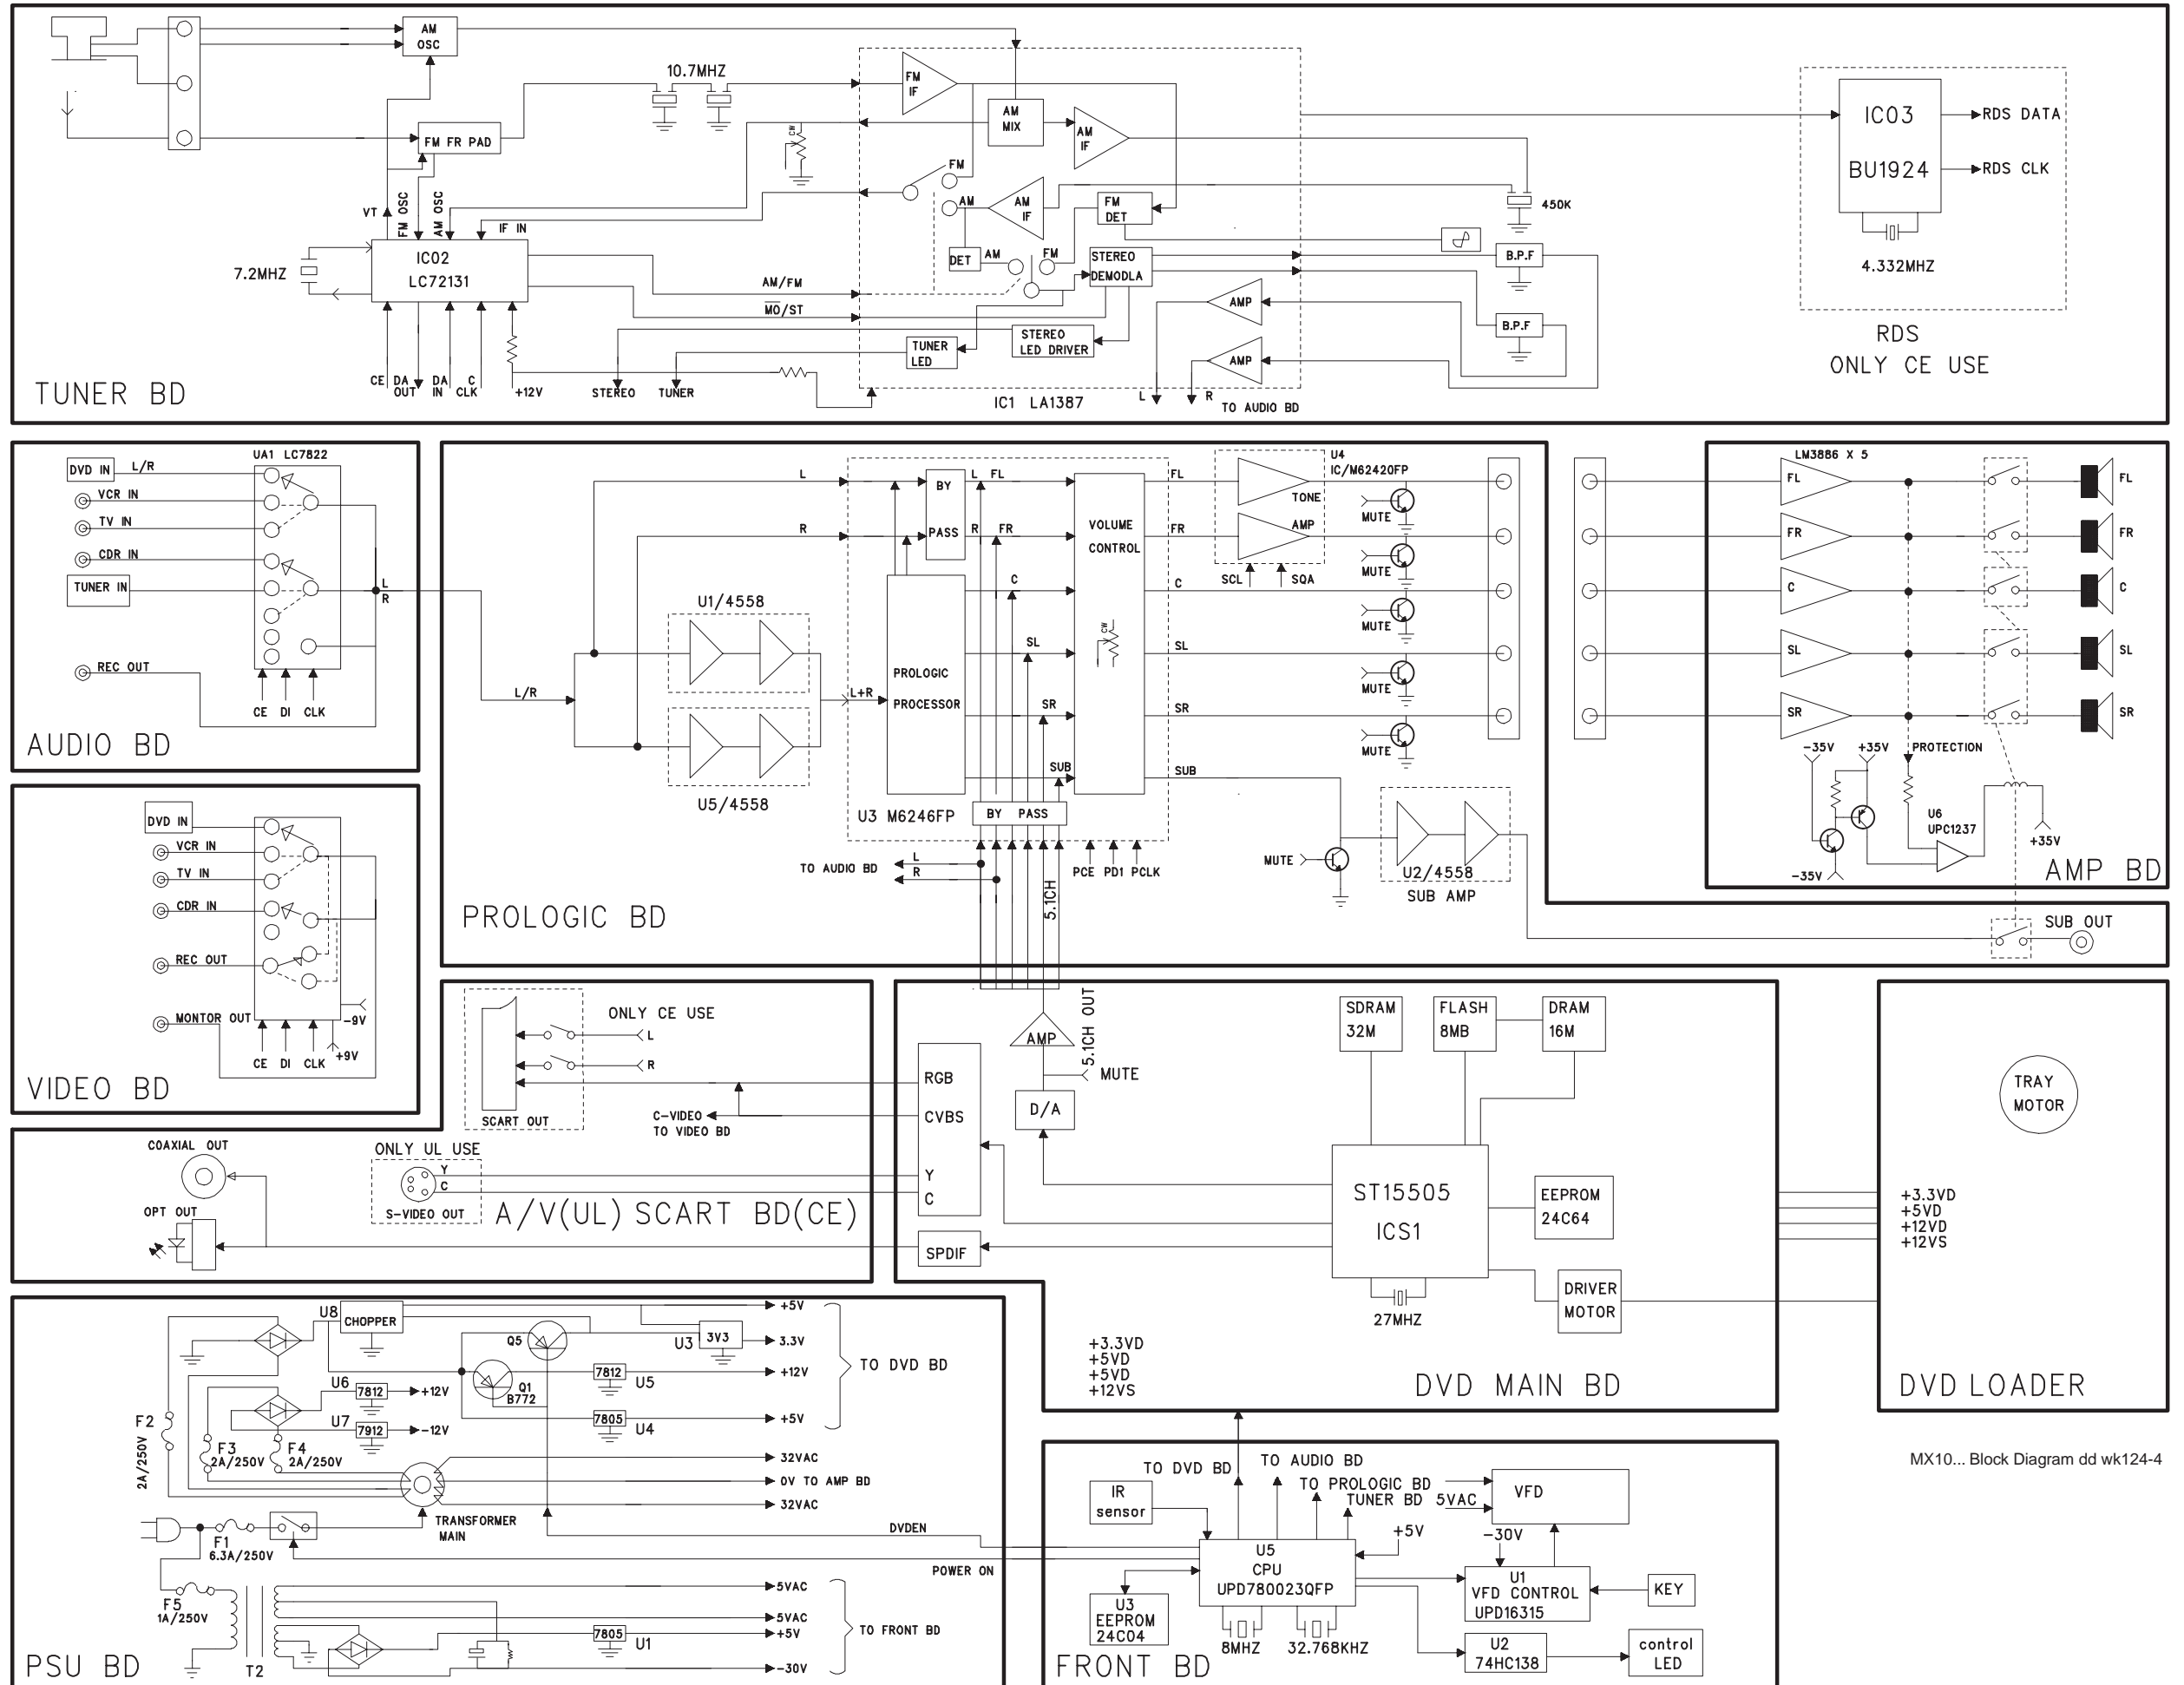 AM
OSC
10.7MHZ
FM
IF
AM
MIX
AM
IF
IC03
BU1924
RDS DATA
RDS CLK
4.332MHZ
RDS
ONLY CE USE
FM FR PAD
CW
FM
AM
AM
IF
FM
DET
450K
VT
FM OSC
AM OSC
IF IN
7.2MHZ
IC02
LC72131
DET
AM
FM
STEREO
DEMODLA
B.P.F
AM/FM
MO/ST
AMP
B.P.F
STEREO
LED DRIVER
TUNER
LED
AMP
CE
DA
OUT
DA
IN
C
CLK
+12V
STEREO
TUNER
IC1 LA1387
L
R
TO AUDIO BD
TUNER BD
UA1 LC7822
DVD IN
L/R
VCR IN
TV IN
CDR IN
TUNER IN
L
R
REC OUT
CE DI CLK
AUDIO BD
L
R
L/R
U1/4558
U5/4558
L+R
BY
PASS
L FL
R FR
C
SL
SR
SUB
PROLOGIC
PROCESSOR
VOLUME
CONTROL
CW
U3 M6246FP
BY PASS
FL
FR
C
SL
SR
SUB
U4
IC/M62420FP
TONE
AMP
SCL
SQA
MUTE
MUTE
MUTE
MUTE
MUTE
TO AUDIO BD
L
R
5.1CH
PCE PD1 PCLK
MUTE
U2/4558
SUB AMP
PROLOGIC BD
LM3886 X 5
FL
FR
C
SL
SR
FL
FR
C
SL
SR
-35V
+35V
PROTECTION
U6
UPC1237
+35V
-35V
AMP BD
SUB OUT
DVD IN
VCR IN
TV IN
CDR IN
REC OUT
MONTOR OUT
-9V
+9V
CE DI CLK
VIDEO BD
ONLY CE USE
L
R
SCART OUT
C-VIDEO
TO VIDEO BD
COAXIAL OUT
ONLY UL USE
Y
C
S-VIDEO OUT
OPT OUT
A/V(UL) SCART BD(CE)
RGB
CVBS
Y
C
SPDIF
AMP
5.1CH OUT
MUTE
D/A
SDRAM
32M
FLASH
8MB
DRAM
16M
ST15505
ICS1
EEPROM
24C64
27MHZ
DRIVER
MOTOR
+3.3VD
+5VD
+5VD
+12VS
DVD MAIN BD
TRAY
MOTOR
+3.3VD
+5VD
+12VD
+12VS
DVD LOADER
U8
CHOPPER
+5V
Q5
U3
3V3
3.3V
TO DVD BD
+12V
7812
U5
Q1
B772
U6
7812
+12V
U7
7912
-12V
7805
U4
+5V
F2
2A/250V
F3
2A/250V
F4
2A/250V
32VAC
0V TO AMP BD
32VAC
TRANSFORMER
MAIN
F1
6.3A/250V
DVDEN
POWER ON
F5
1A/250V
T2
5VAC
5VAC
+5V
7805
U1
-30V
TO FRONT BD
PSU BD
TO DVD BD
TO AUDIO BD
TO PROLOGIC BD
TUNER BD
5VAC
VFD
IR
sensor
+5V
-30V
U5
CPU
UPD780023QFP
U1
VFD CONTROL
UPD16315
KEY
U3
EEPROM
24C04
8MHZ
32.768KHZ
U2
74HC138
control
LED
FRONT BD
MX10... Block Diagram dd wk124-4